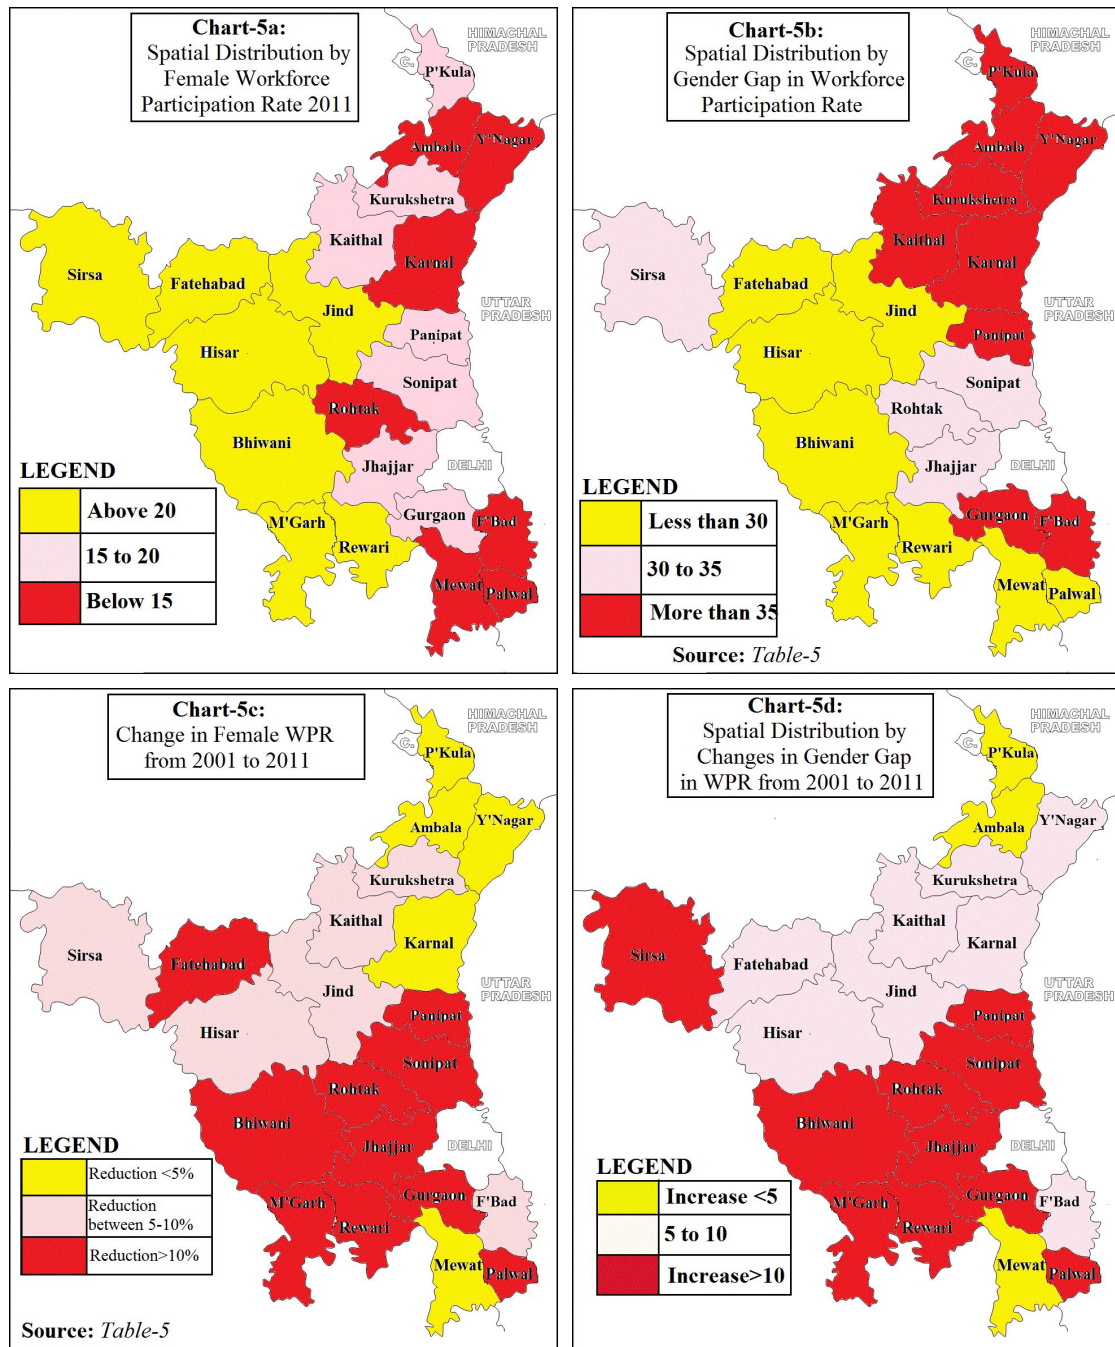 Chart-5a:
Spatial Distribution by
Female Workforce
Participation Rate 2011
HIMACHAL
PRADESH
C.
P'Kula
Ambala
Y'Nagar
Kurukshetra
Kaithal
Karnal
Sirsa
Fatehabad
Jind
UTTAR
PRADESH
Panipat
Hisar
Sonipat
Rohtak
Bhiwani
Jhajjar
DELHI
LEGEND
Above 20
15 to 20
Below 15
M'Garh
Gurgaon
F'Bad
Rewari
Mewat
Palwal
Chart-5b:
Spatial Distribution by
Gender Gap in Workforce
Participation Rate
HIMACHAL
PRADESH
C.
P'Kula
Ambala
Y'Nagar
Kurukshetra
Kaithal
Karnal
Sirsa
Fatehabad
Jind
UTTAR
PRADESH
Panipat
Hisar
Sonipat
Rohtak
Bhiwani
Jhajjar
DELHI
LEGEND
Less than 30
30 to 35
More than 35
M'Garh
Gurgaon
F'Bad
Rewari
Mewat
Palwal
Source: Table-5
Chart-5c:
Change in Female WPR
from 2001 to 2011
HIMACHAL
PRADESH
C.
P'Kula
Ambala
Y'Nagar
Kurukshetra
Kaithal
Karnal
Sirsa
Fatehabad
Jind
UTTAR
PRADESH
Panipat
Hisar
Sonipat
Rohtak
Bhiwani
Jhajjar
DELHI
LEGEND
Reduction <5%
Reduction
between 5-10%
Reduction>10%
M'Garh
Gurgaon
F'Bad
Rewari
Mewat
Palwal
Source: Table-5
Chart-5d:
Spatial Distribution by
Changes in Gender Gap
in WPR from 2001 to 2011
HIMACHAL
PRADESH
C.
P'Kula
Ambala
Y'Nagar
Kurukshetra
Kaithal
Karnal
Sirsa
Fatehabad
Jind
UTTAR
PRADESH
Panipat
Hisar
Sonipat
Rohtak
Bhiwani
Jhajjar
DELHI
LEGEND
Increase <5
5 to 10
Increase>10
M'Garh
Gurgaon
F'Bad
Rewari
Mewat
Palwal